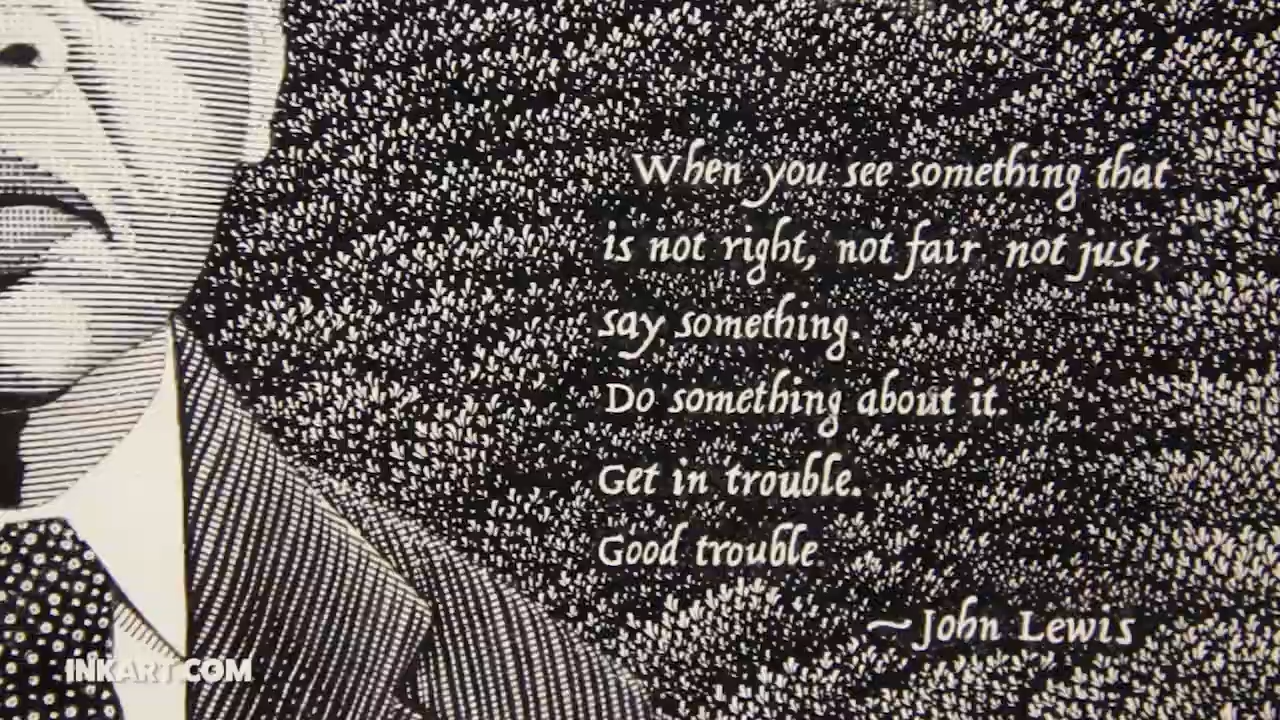 When you see something that
is not right, not fair not just,
say something.
Do something about it.
Get in trouble.
Good trouble
~ John Lewis
INKART.COM